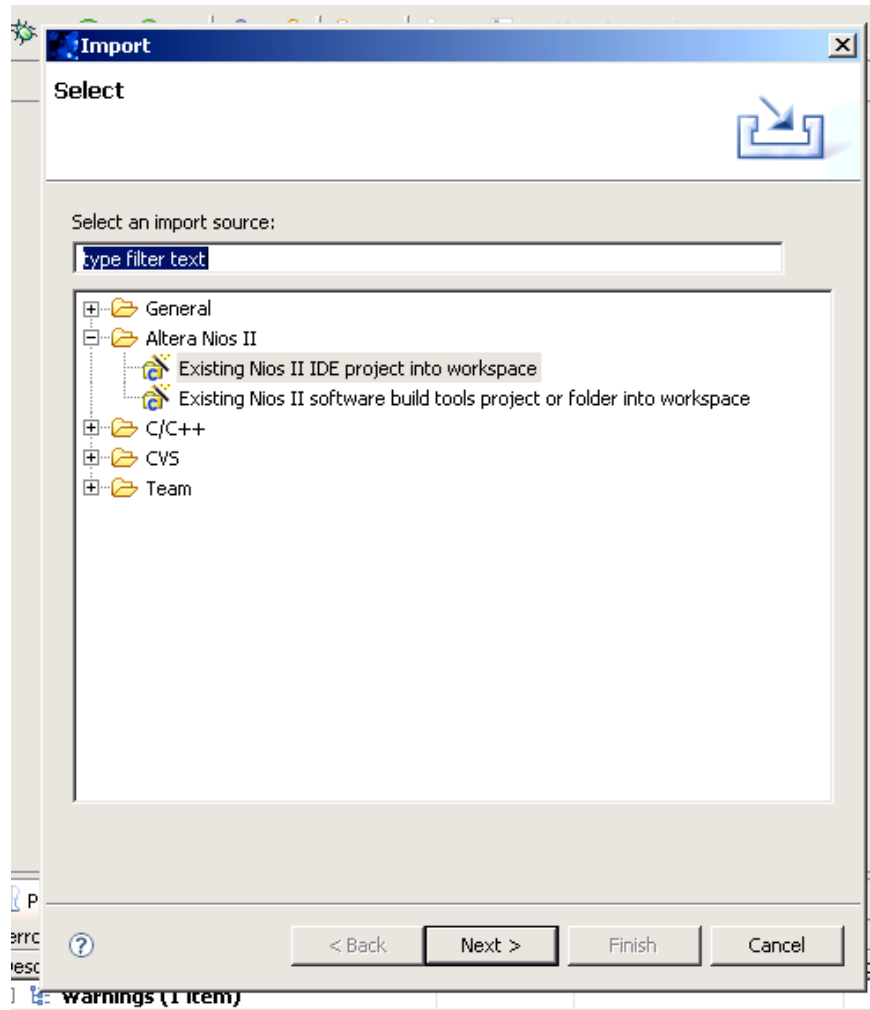 Import
Select
Select an import source:
type filter text
General
Altera Nios II
Existing Nios II IDE project into workspace
Existing Nios II software build tools project or folder into workspace
C/C++
CVS
Team
P
errc
< Back Next > Finish Cancel
Desc
Warnings (1 item)